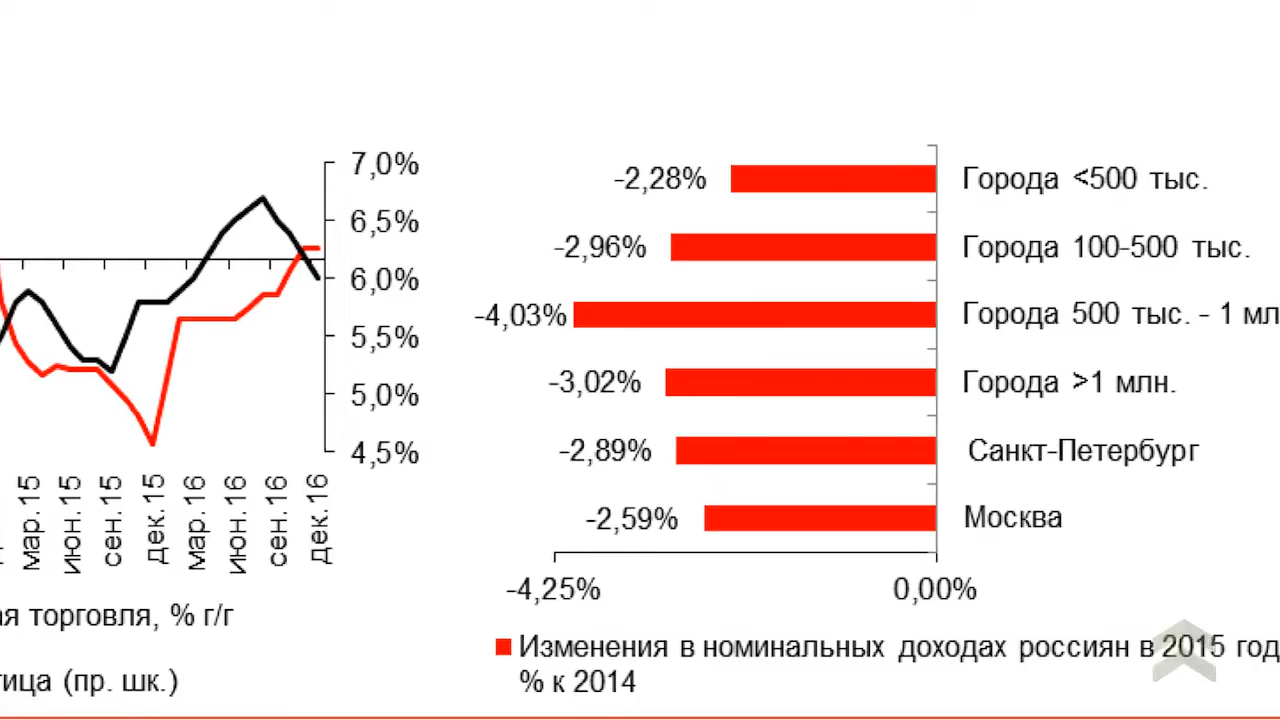 7,0%
6,5%
6,0%
5,5%
5,0%
4,5%
мар.15
июн.15
сен.15
дек.15
мар.16
июн.16
сен.16
дек.16
торговля, % г/г
(пр. шк.)
-2,28% Города <500 тыс.
-2,96% Города 100-500 тыс.
-4,03% Города 500 тыс. - 1 мл
-3,02% Города >1 млн.
-2,89% Санкт-Петербург
-2,59% Москва
-4,25% 0,00%
Изменения в номинальных доходах россиян в 2015 год
% к 2014